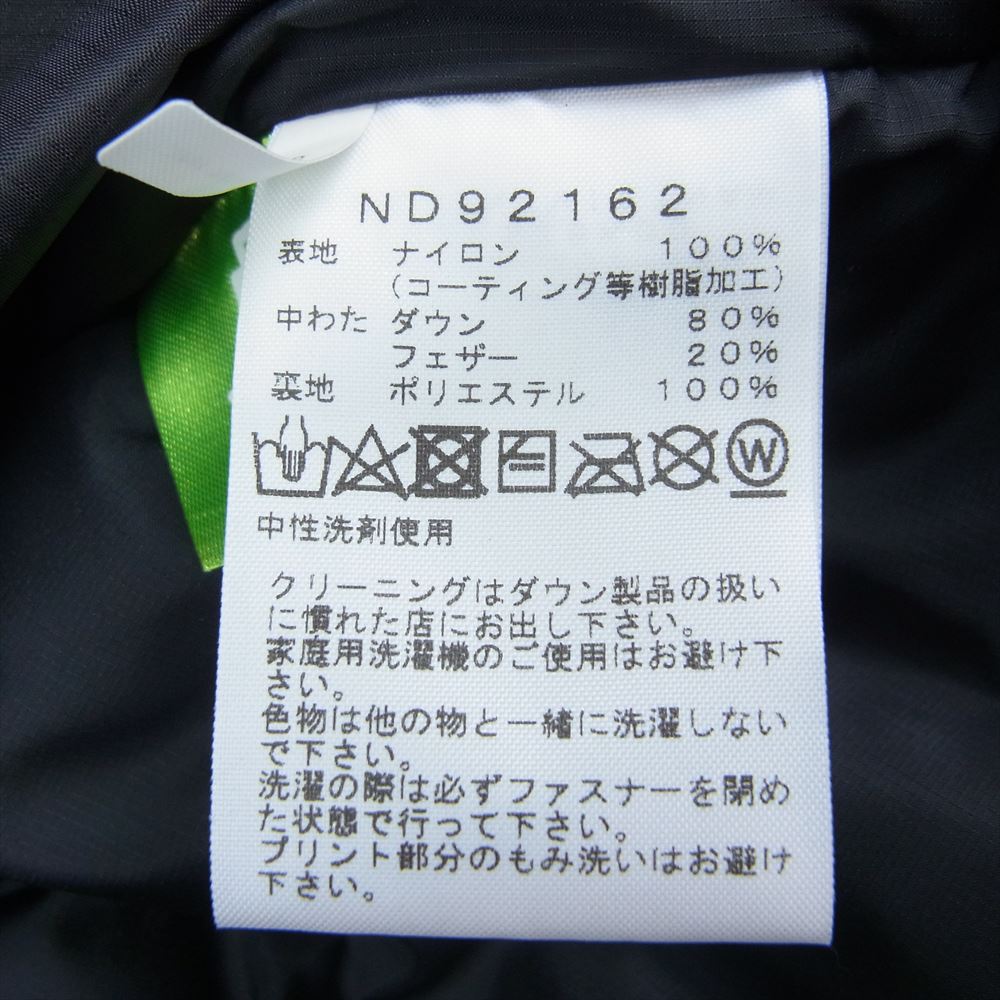 ND92162
表地 ナイロン 100%
(コーティング等樹脂加工)
中わた ダウン 80%
フェザー 20%
裏地 ポリエステル 100%
W
中性洗剤使用
クリーニングはダウン製品の扱い
に慣れた店にお出し下さい。
家庭用洗濯機のご使用はお避け下
さい。
色物は他の物と一緒に洗濯しない
で下さい。
洗濯の際は必ずファスナーを閉め
た状態で行って下さい。
プリント部分のもみ洗いはお避け
下さい。